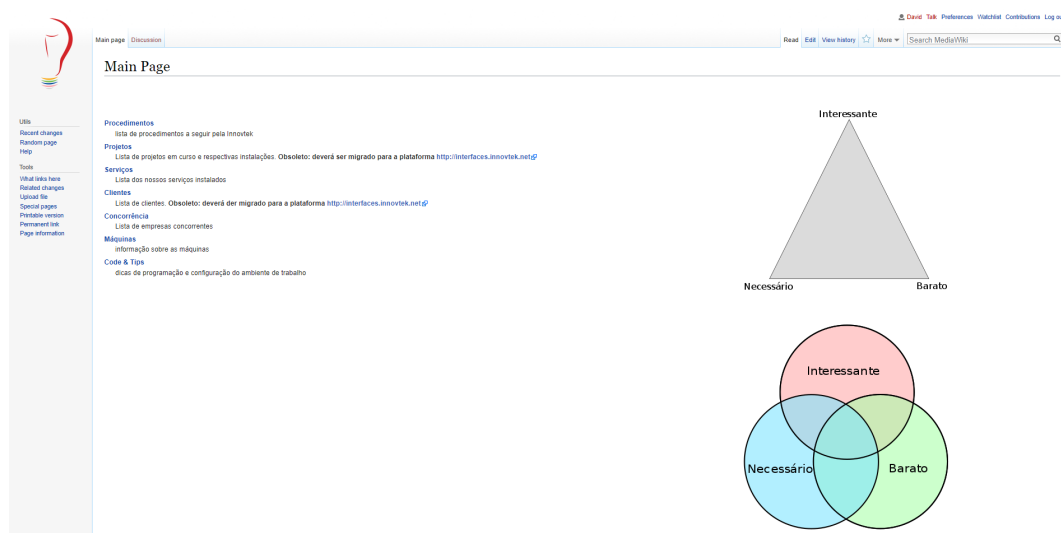 David Talk Preferences Watchlist Contributions Log ou
Main page Discussion
Read Edit View history More Search MediaWiki
Main Page
Utils
Recent changes
Random page
Help
Tools
What links here
Related changes
Upload file
Special pages
Printable version
Permanent link
Page information
Procedimentos
lista de procedimentos a seguir pela Innovtek
Projetos
Lista de projetos em curso e respectivas instalações. Obsoleto: deverá ser migrado para a plataforma http://interfaces.innovtek.net
Serviços
Lista dos nossos serviços instalados
Clientes
Lista de clientes. Obsoleto: deverá der migrado para a plataforma http://interfaces.innovtek.net
Concorrência
Lista de empresas concorrentes
Máquinas
informação sobre as máquinas
Code & Tips
dicas de programação e configuração do ambiente de trabalho
Interessante
Necessário Barato
Interessante
Necessário Barato